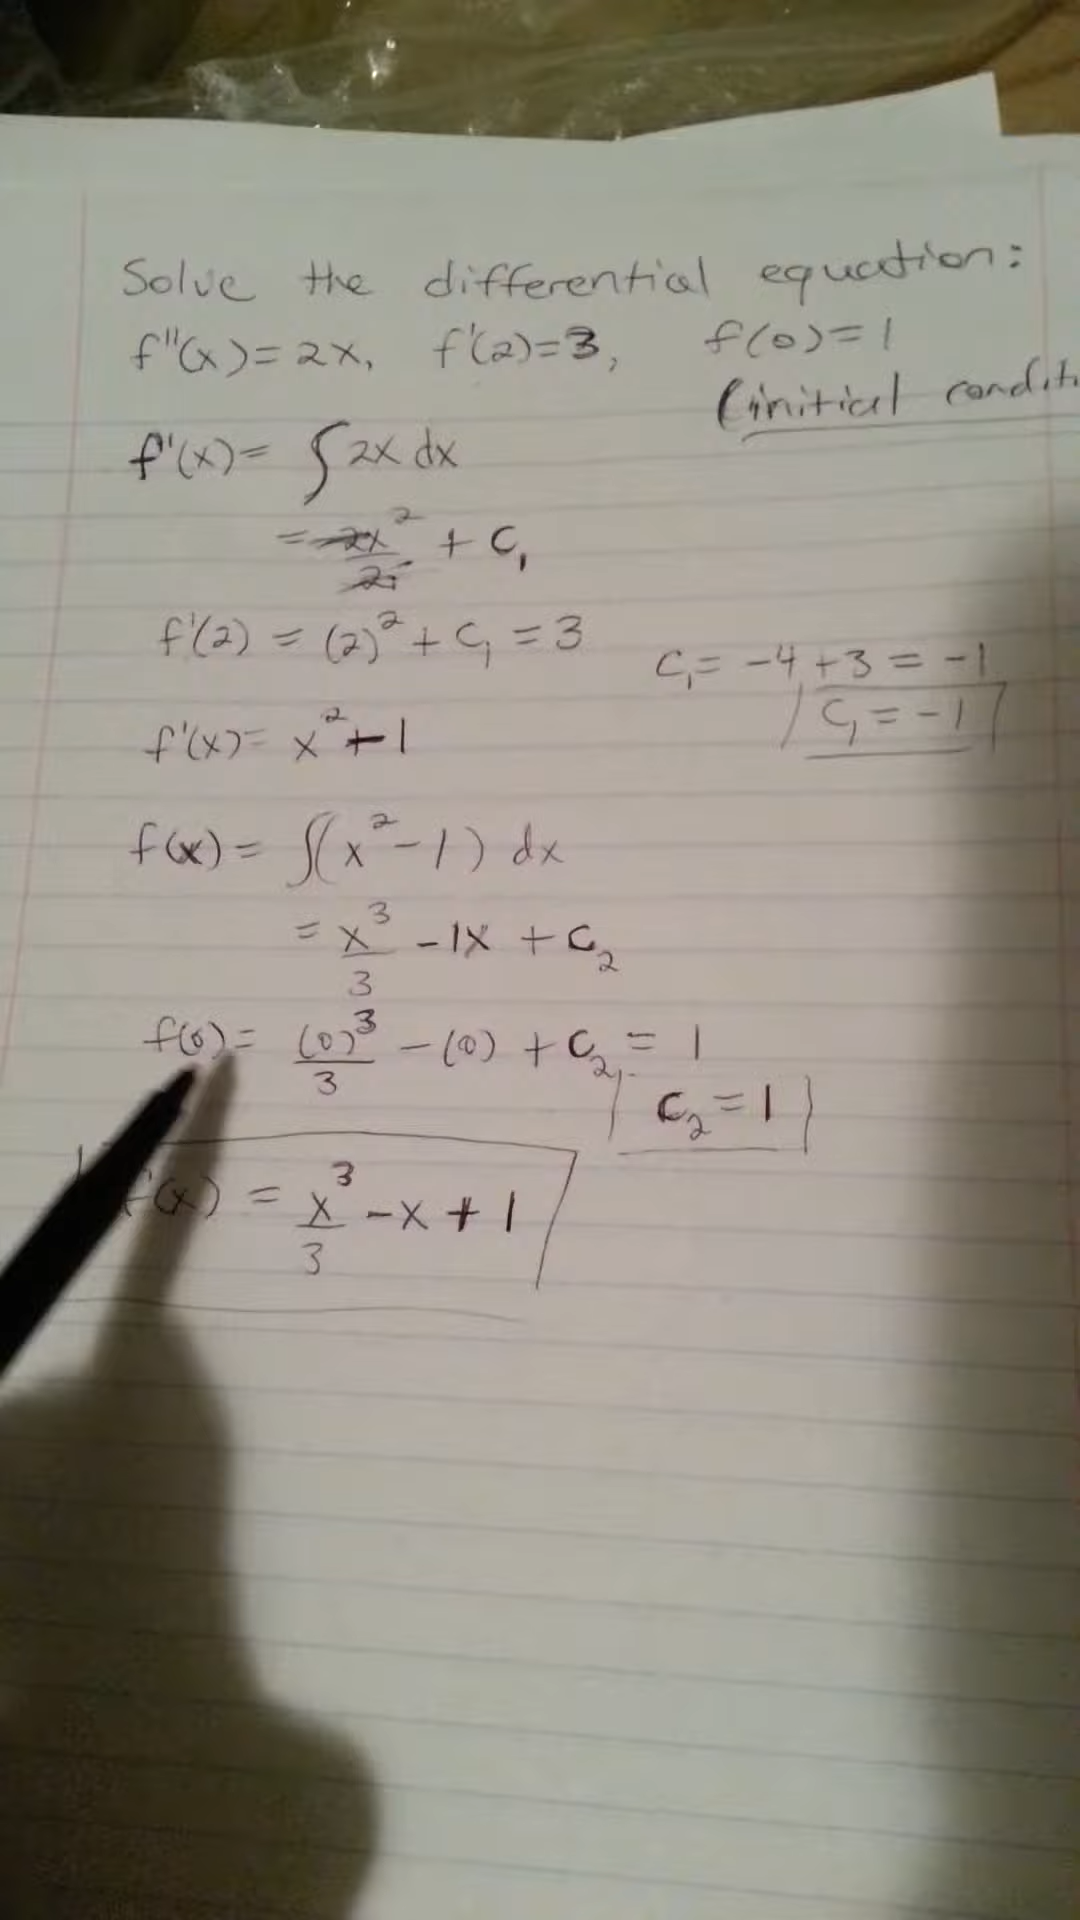 Solve the differential equation:
f''(x) = 2x, f'(2)=3, f(0)=1
(initial condit
f'(x) = ∫ 2x dx
= 2x²/2 + C₁
f'(2) = (2)² + C₁ = 3
C₁ = -4 + 3 = -1
C₁ = -1
f'(x) = x² + 1
f(x) = ∫(x² - 1) dx
= x³/3 - 1x + C₂
f(0) = (0)³/3 - (0) + C₂ = 1
C₂ = 1
f(x) = x³/3 - x + 1